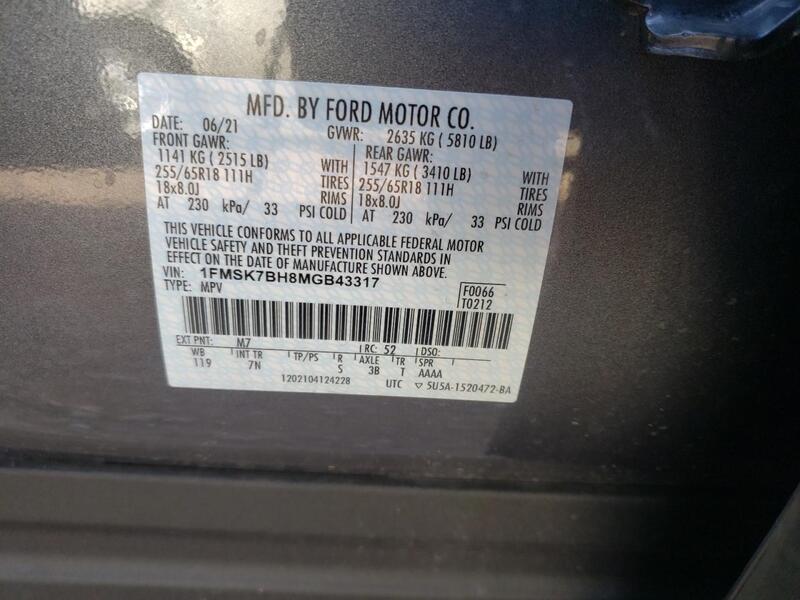 MFD. BY FORD MOTOR CO.
DATE: 06/21 GVWR: 2635 KG ( 5810 LB)
FRONT GAWR: REAR GAWR:
1141 KG ( 2515 LB) WITH 1547 KG ( 3410 LB) WITH
255/65R18 111H TIRES 255/65R18 111H TIRES
18x8.0J RIMS 18x8.0J RIMS
AT 230 kPa/ 33 PSI COLD AT 230 kPa/ 33 PSI COLD
THIS VEHICLE CONFORMS TO ALL APPLICABLE FEDERAL MOTOR
VEHICLE SAFETY AND THEFT PREVENTION STANDARDS IN
EFFECT ON THE DATE OF MANUFACTURE SHOWN ABOVE.
VIN: 1FMSK7BH8MGB43317 F0066
TYPE: MPV T0212
EXT PNT: M7 RC: 52 DSO:
WB INT TR TP/PS R AXLE TR SPR
119 7N S 3B T AAAA
1202104124228 UTC ▽ 5U5A-1520472-BA